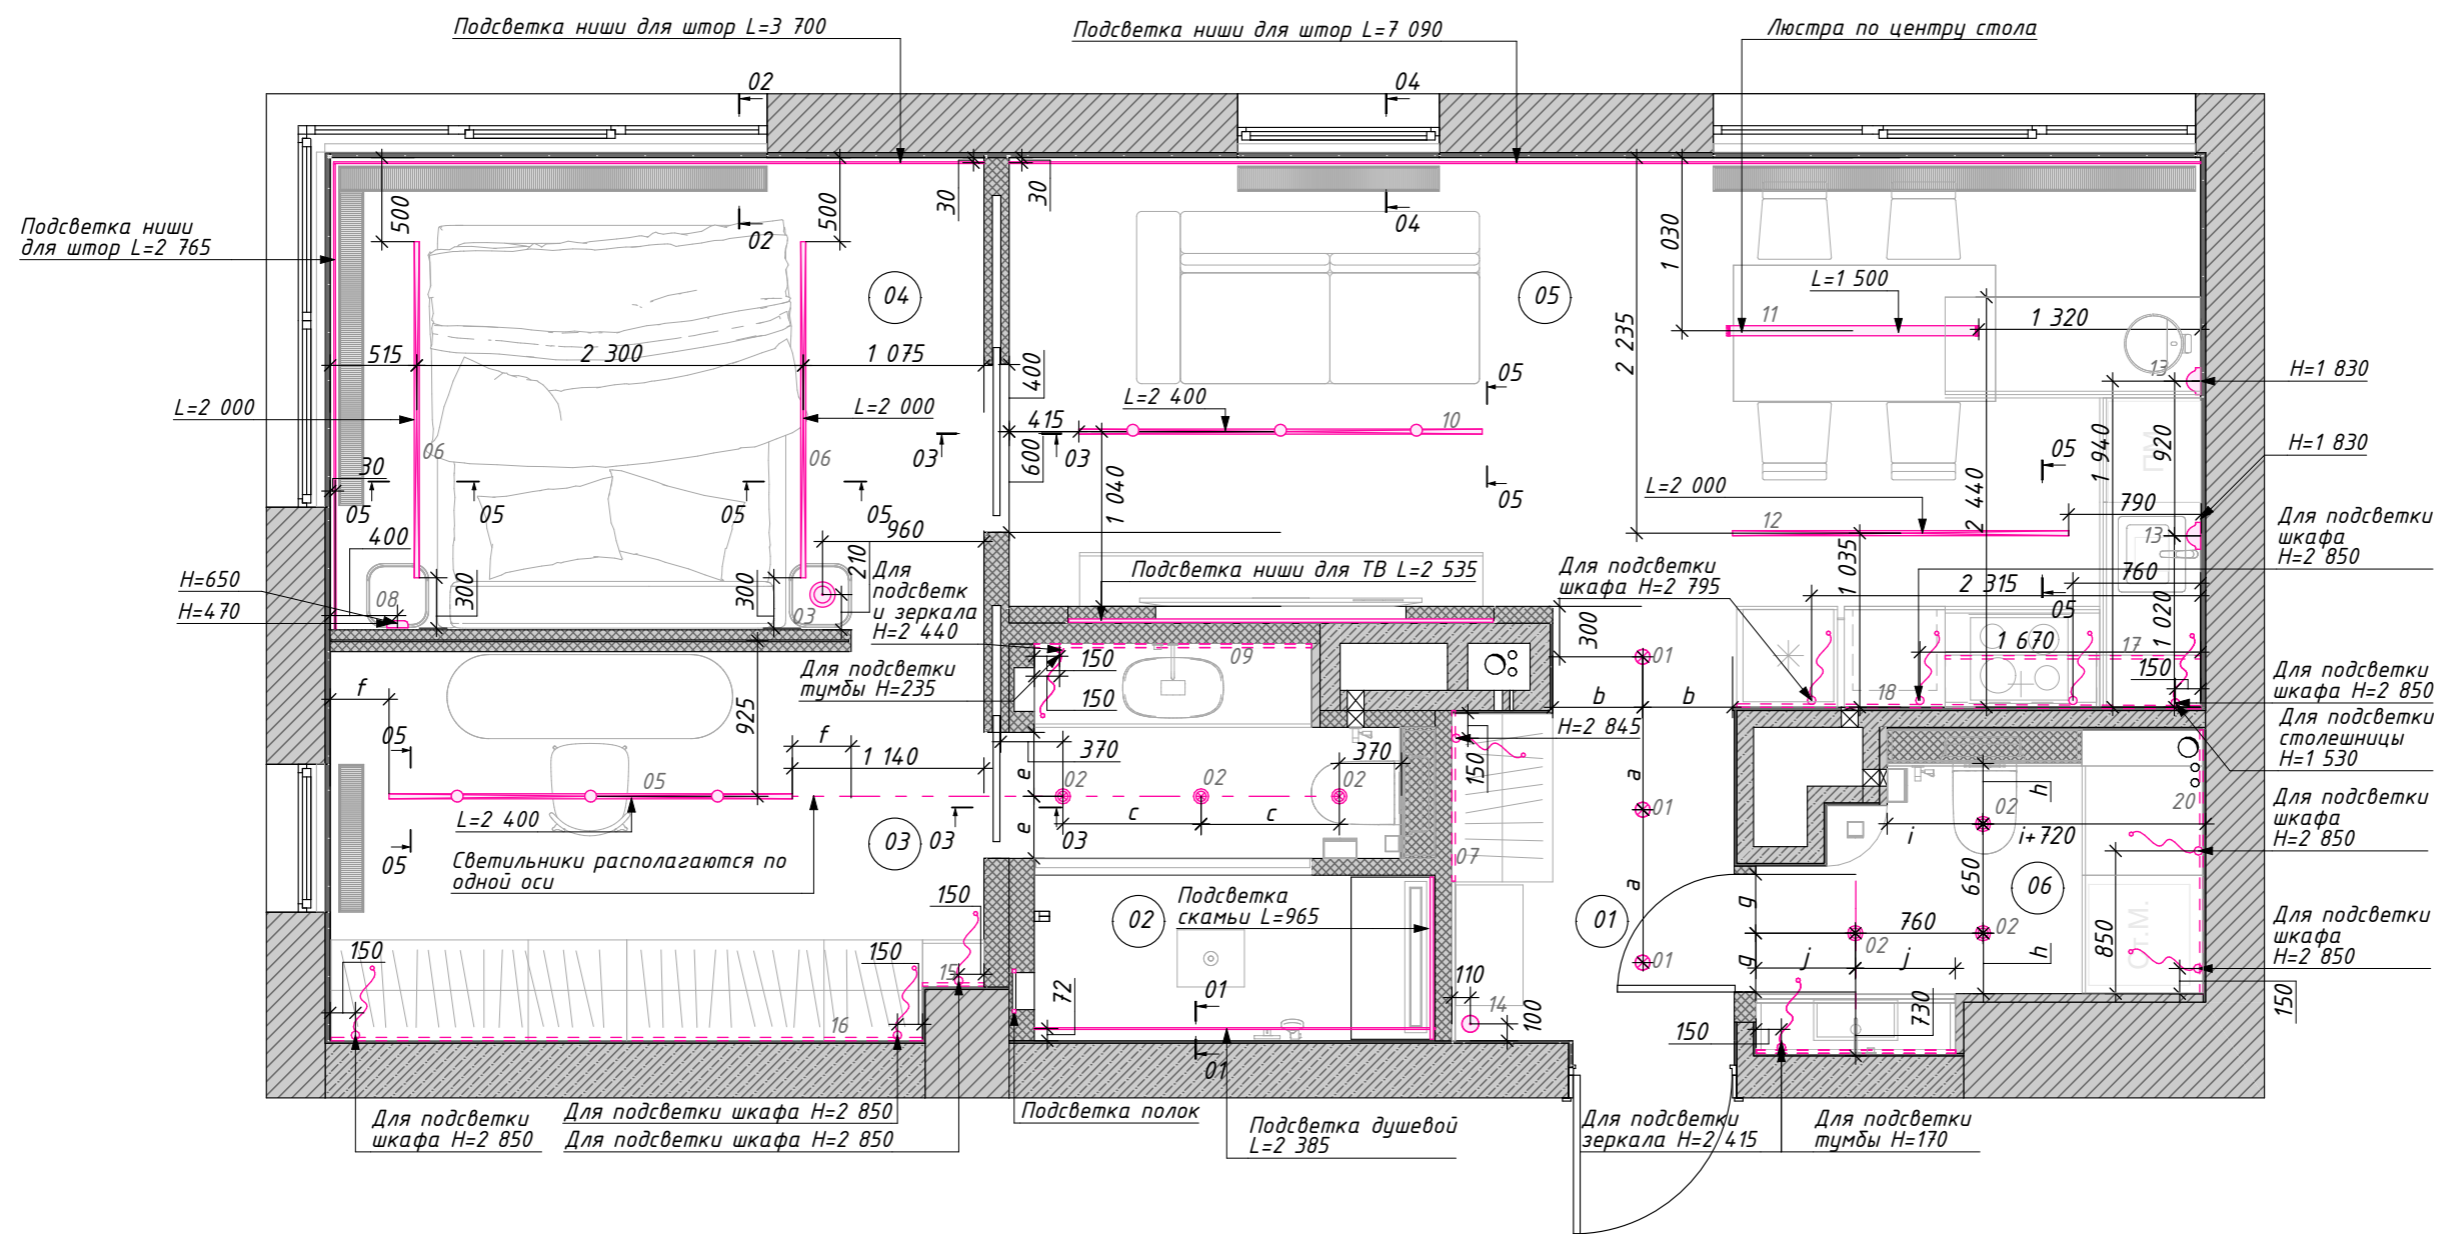 Подсветка ниши для штор L=3 700
Подсветка ниши для штор L=7 090
Люстра по центру стола
02
04
500
500
30
30
Подсветка ниши
для штор L=2 765
02
04
04
05
1 030
2 235
L=1 500
11
1 320
515
2 300
1 075
400
13
H=1 830
L=2 000
L=2 000
L=2 400
05
415
10
03
03
600
1 040
06
06
30
05
05
05
05
05
05
H=1 830
1 940
920
2 440
ПМ
L=2 000
790
12
13
960
400
210
Для подсветки
шкафа
H=2 850
H=650
H=470
08
300
300
03
Для
подсветк
и зеркала
H=2 440
Подсветка ниши для ТВ L=2 535
Для подсветки
шкафа H=2 795
1 035
2 315
760
05
1 020
300
1 670
17
150
01
09
150
150
Для подсветки
тумбы H=235
Для подсветки
шкафа H=2 850
18
f
925
b
b
Для подсветки
столешницы
H=1 530
05
f
1 140
370
370
H=2 845
150
e
e
a
a
02
02
02
05
c
c
01
L=2 400
03
03
03
05
07
Светильники располагаются по
одной оси
02
h
20
i
i+720
Для подсветки
шкафа
H=2 850
650
06
150
Подсветка
скамьи L=965
02
01
g
g
760
02
02
850
h
j
j
Ст.М.
Для подсветки
шкафа
H=2 850
150
150
15
16
72
01
110
14
100
01
150
730
150
01
Для подсветки
шкафа H=2 850
Для подсветки шкафа H=2 850
Для подсветки шкафа H=2 850
Подсветка полок
Подсветка душевой
L=2 385
Для подсветки
зеркала H=2 415
Для подсветки
тумбы H=170